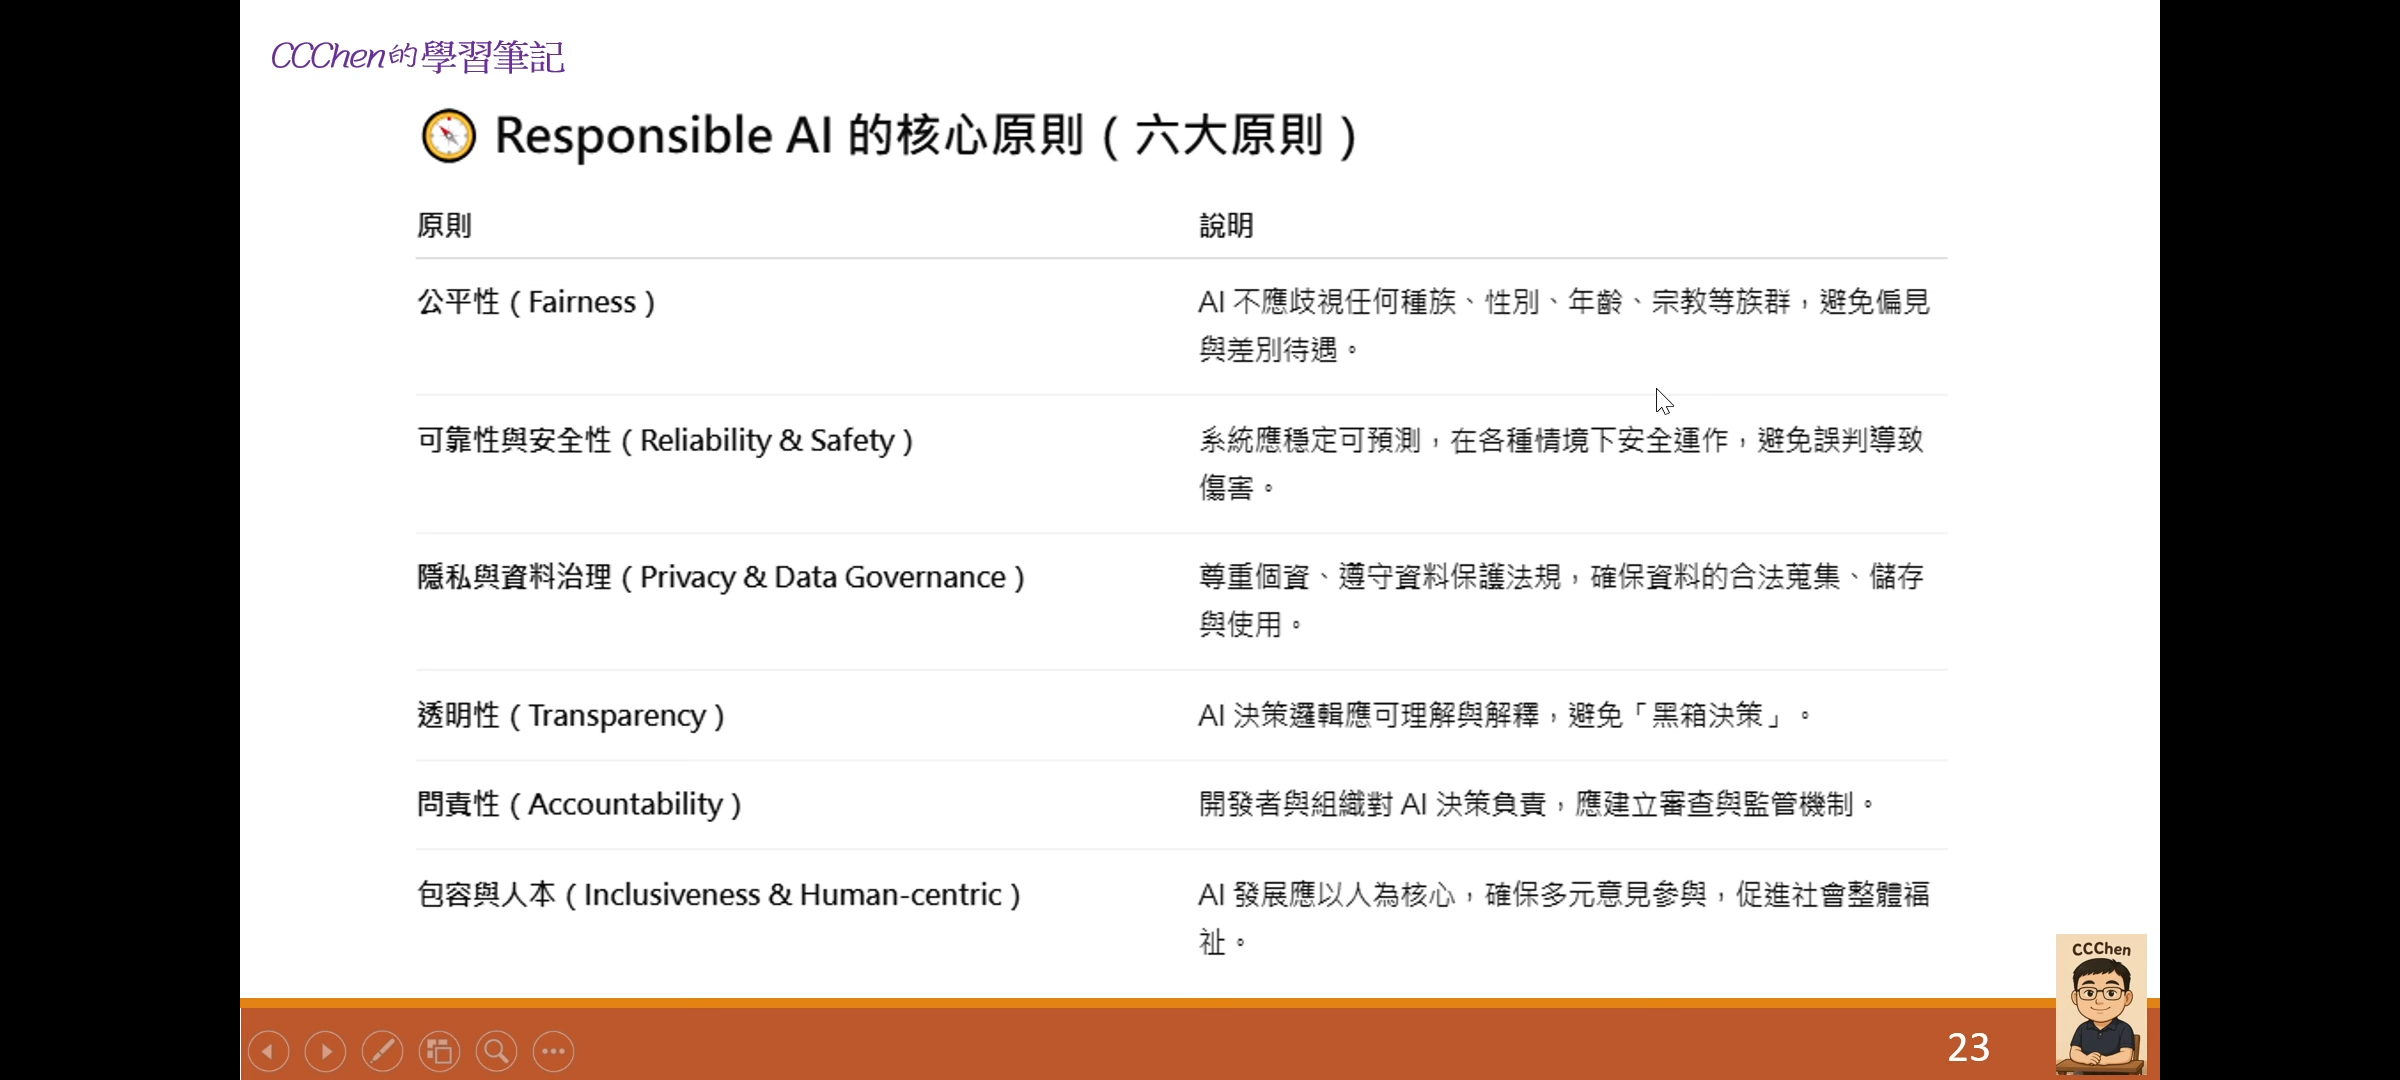 CCChen的學習筆記
Responsible AI 的核心原則（六大原則）
原則 說明
公平性（Fairness） AI 不應歧視任何種族、性別、年齡、宗教等族群，避免偏見
與差別待遇。
可靠性與安全性（Reliability & Safety） 系統應穩定可預測，在各種情境下安全運作，避免誤判導致
傷害。
隱私與資料治理（Privacy & Data Governance） 尊重個資、遵守資料保護法規，確保資料的合法蒐集、儲存
與使用。
透明性（Transparency） AI 決策邏輯應可理解與解釋，避免「黑箱決策」。
問責性（Accountability） 開發者與組織對 AI 決策負責，應建立審查與監管機制。
包容與人本（Inclusiveness & Human-centric） AI 發展應以人為核心，確保多元意見參與，促進社會整體福
祉。
CCChen
23